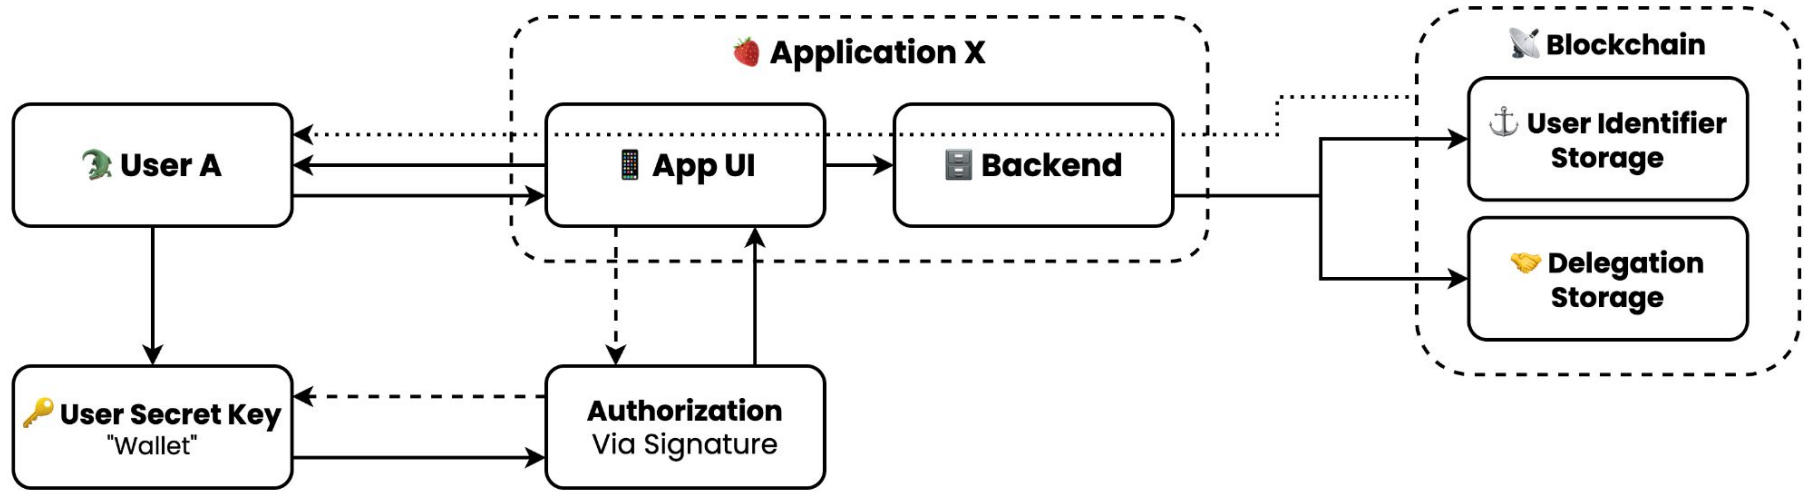 Application X
Blockchain
User A
App UI
Backend
User Identifier
Storage
Delegation
Storage
User Secret Key
"Wallet"
Authorization
Via Signature